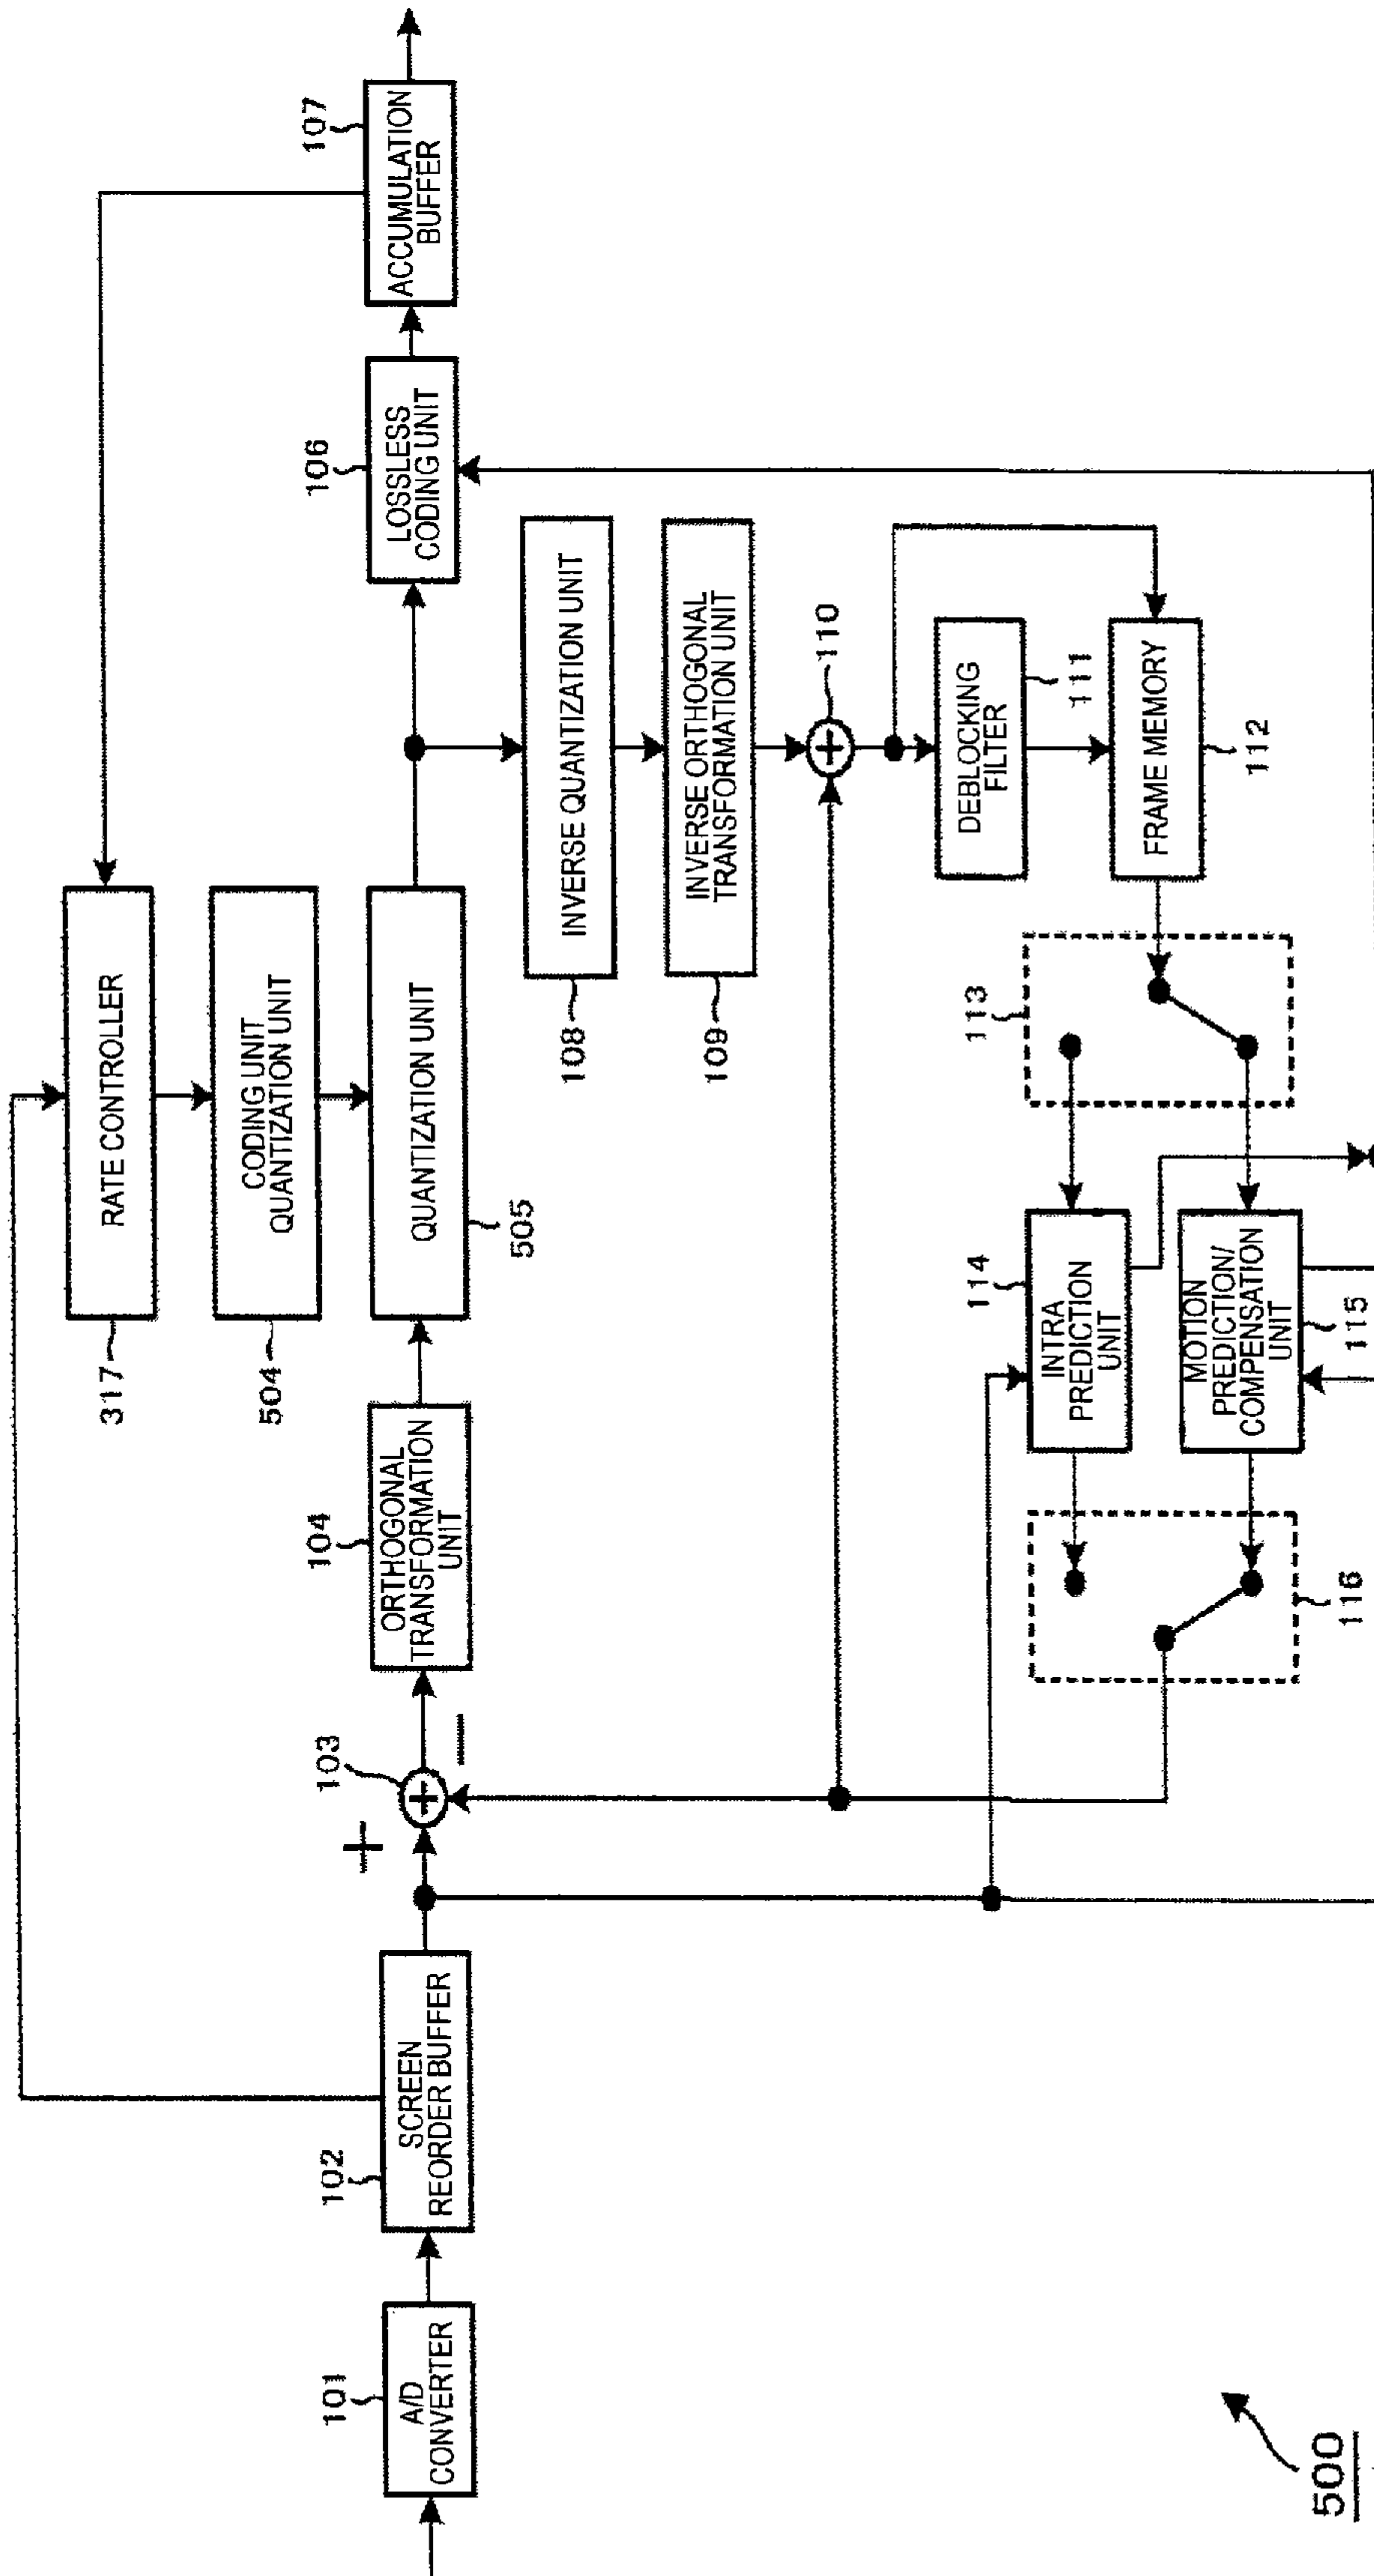 107
ACCUMULATION
BUFFER
106
LOSSLESS
CODING UNIT
RATE CONTROLLER
317
CODING UNIT
QUANTIZATION UNIT
504
QUANTIZATION UNIT
505
104
ORTHOGONAL
TRANSFORMATION
UNIT
103
+
−
+
102
SCREEN
REORDER BUFFER
101
A/D
CONVERTER
INVERSE QUANTIZATION UNIT
108
INVERSE ORTHOGONAL
TRANSFORMATION UNIT
109
+
110
DEBLOCKING
FILTER
111
FRAME MEMORY
112
113
114
INTRA
PREDICTION
UNIT
MOTION
PREDICTION/
COMPENSATION
UNIT
115
116
500